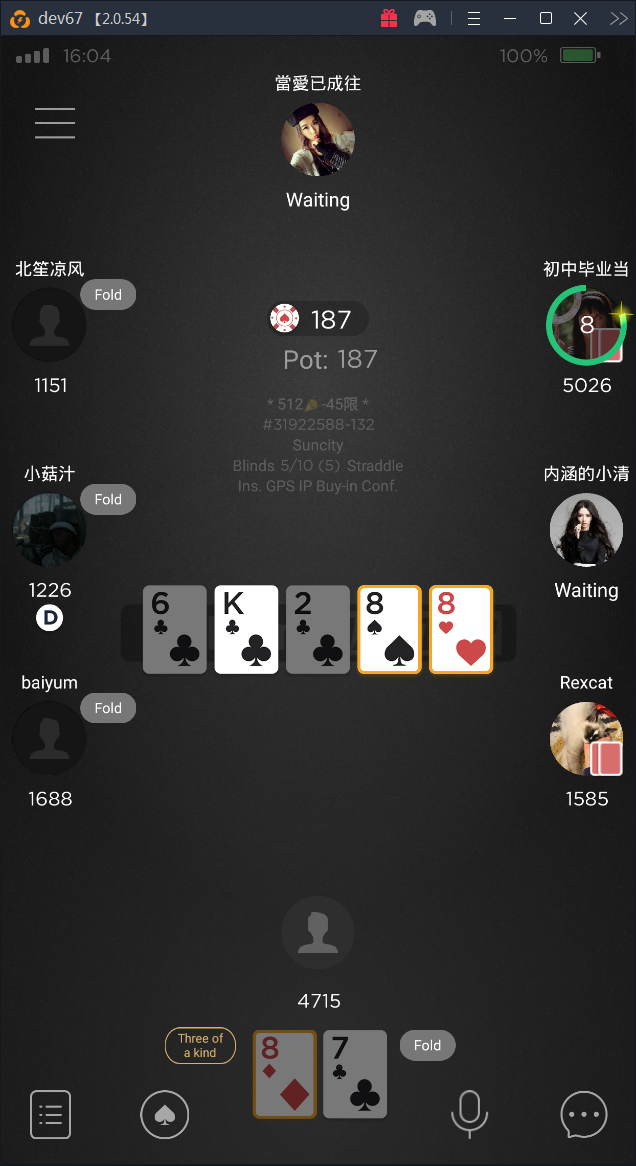 dev67 【2.0.54】
16:04
100%
當愛已成往
Waiting
北笙凉风
Fold
1151
初中毕业当
8
5026
187
Pot: 187
* 512 -45限 *
#31922588-132
Suncity
Blinds 5/10 (5) Straddle
Ins. GPS IP Buy-in Conf.
小菇汁
Fold
1226
D
内涵的小清
Waiting
6
K
2
8
8
baiyum
Fold
1688
Rexcat
1585
4715
Three of
a kind
8
7
Fold